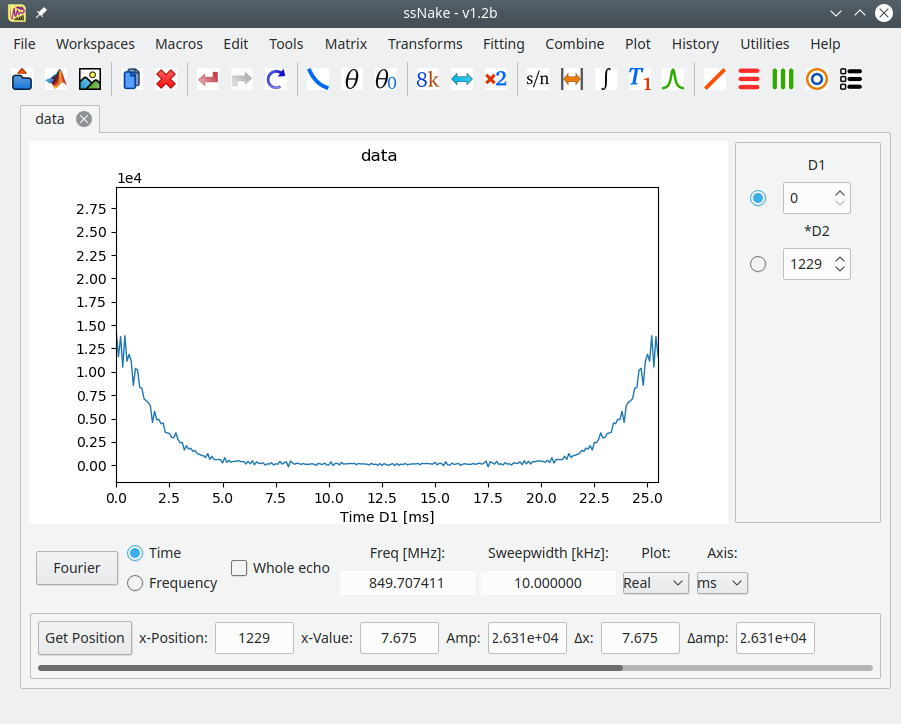 ssNake - v1.2b
File Workspaces Macros Edit Tools Matrix Transforms Fitting Combine Plot History Utilities Help
θ θ0 8k ×2 s/n ∫ T1
data
data
1e4
2.75
2.50
2.25
2.00
1.75
1.50
1.25
1.00
0.75
0.50
0.25
0.00
0.0 2.5 5.0 7.5 10.0 12.5 15.0 17.5 20.0 22.5 25.0
Time D1 [ms]
D1
0
*D2
1229
Fourier
Time
Frequency
Whole echo
Freq [MHz]:
849.707411
Sweepwidth [kHz]:
10.000000
Plot:
Real
Axis:
ms
Get Position x-Position: 1229 x-Value: 7.675 Amp: 2.631e+04 Δx: 7.675 Δamp: 2.631e+04